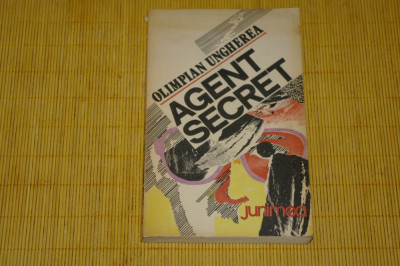 OLIMPIAN UNGHEREA
AGENT
SECRET
junimea